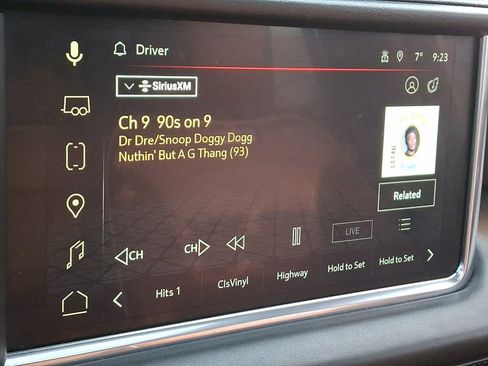 Driver
7° 9:23
SiriusXM
Ch 9 90s on 9
Dr Dre/Snoop Doggy Dogg
Nuthin' But A G Thang (93)
Related
CH CH LIVE
Hits 1 ClsVinyl Highway Hold to Set Hold to Set